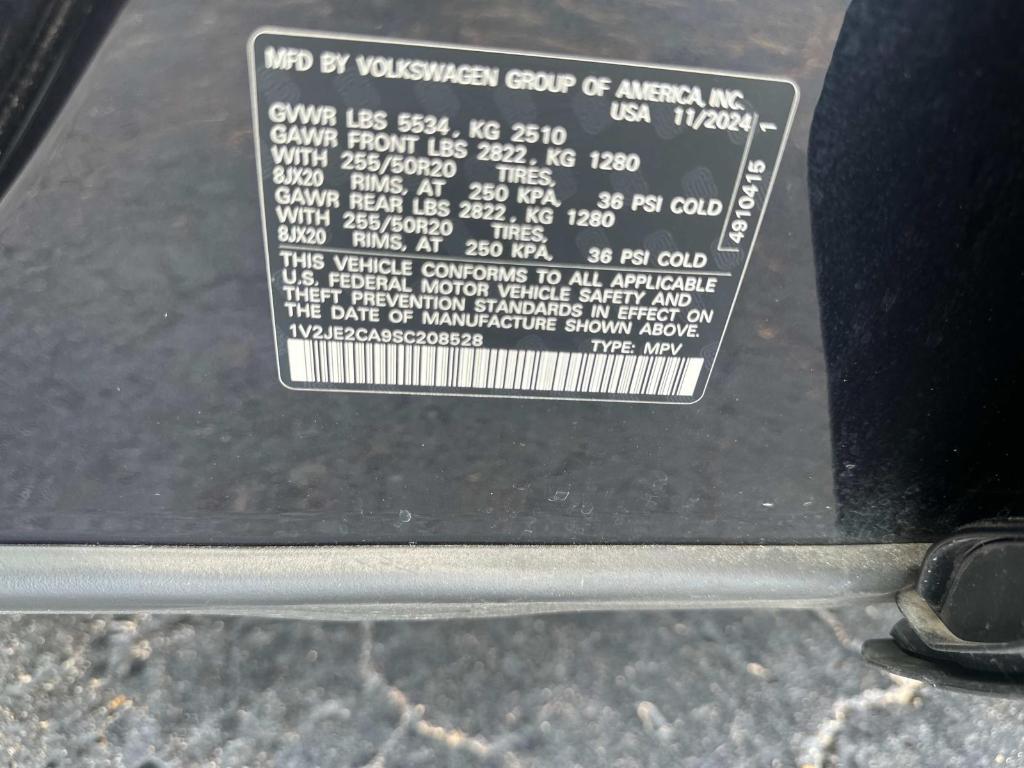 MFD BY VOLKSWAGEN GROUP OF AMERICA, INC.
USA 11/2024
GVWR LBS 5534, KG 2510
GAWR FRONT LBS 2822, KG 1280
WITH 255/50R20 TIRES,
8JX20 RIMS, AT 250 KPA, 36 PSI COLD
GAWR REAR LBS 2822, KG 1280
WITH 255/50R20 TIRES,
8JX20 RIMS, AT 250 KPA, 36 PSI COLD
4910415 1
THIS VEHICLE CONFORMS TO ALL APPLICABLE
U.S. FEDERAL MOTOR VEHICLE SAFETY AND
THEFT PREVENTION STANDARDS IN EFFECT ON
THE DATE OF MANUFACTURE SHOWN ABOVE.
1V2JE2CA9SC208528 TYPE: MPV